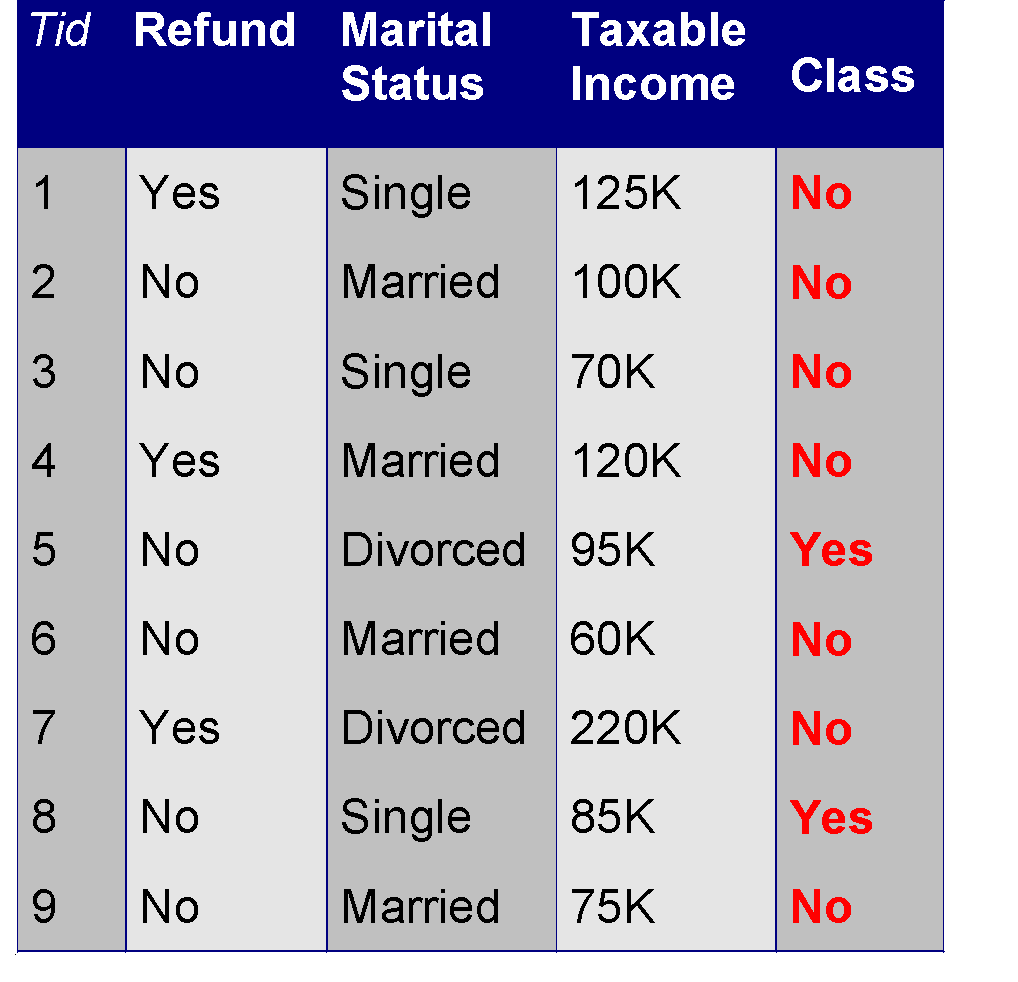 Tid Refund Marital Status Taxable Income Class
1 Yes Single 125K No
2 No Married 100K No
3 No Single 70K No
4 Yes Married 120K No
5 No Divorced 95K Yes
6 No Married 60K No
7 Yes Divorced 220K No
8 No Single 85K Yes
9 No Married 75K No